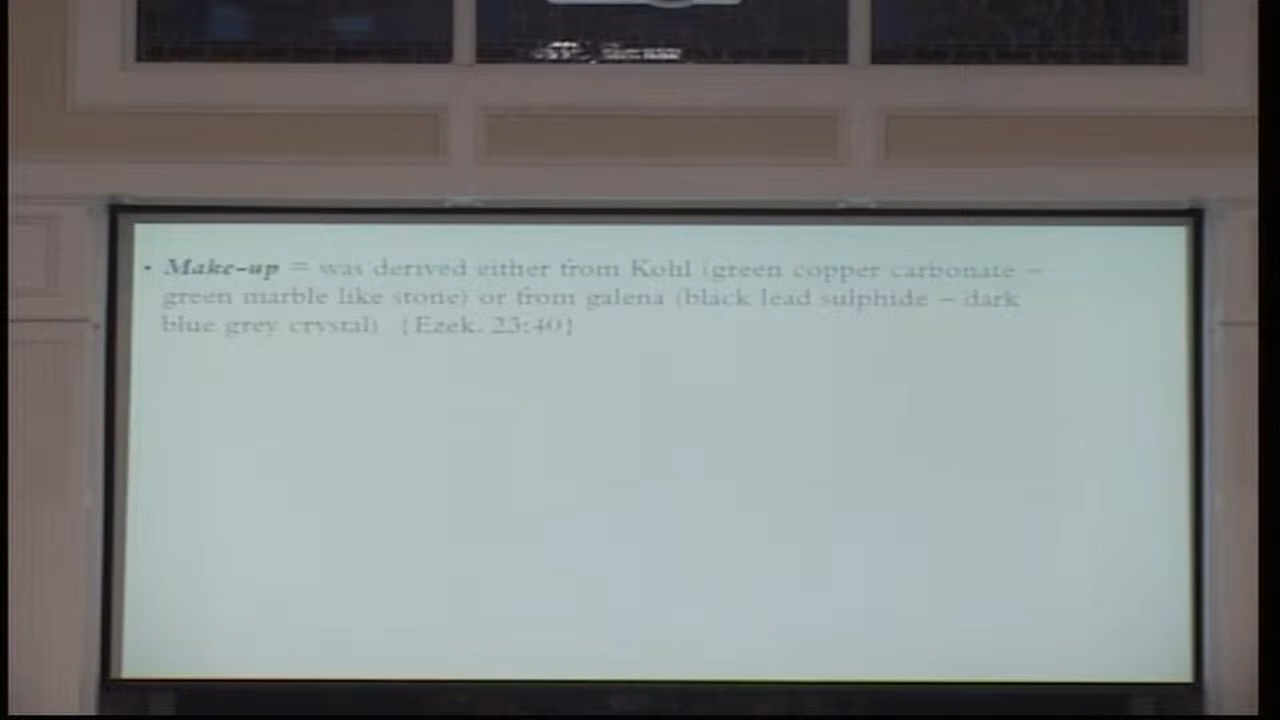 • Make-up = was derived either from Kohl (green copper carbonate –
green marble like stone) or from galena (black lead sulphide – dark
blue grey crystal) {Ezek. 23:40}